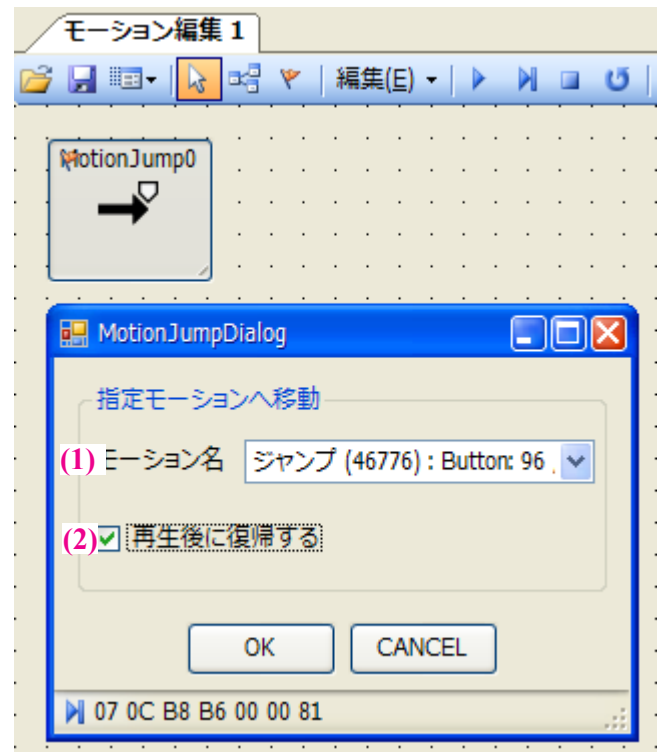 モーション編集 1
編集(E)
MotionJump0
MotionJumpDialog
指定モーションへ移動
(1) モーション名 ジャンプ (46776) : Button: 96
(2) 再生後に復帰する
OK CANCEL
07 0C B8 B6 00 00 81